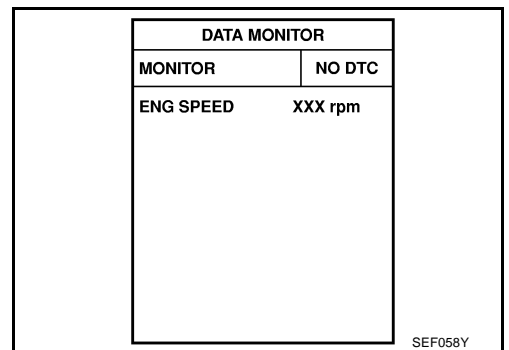 DATA MONITOR
MONITOR NO DTC
ENG SPEED XXX rpm
SEF058Y